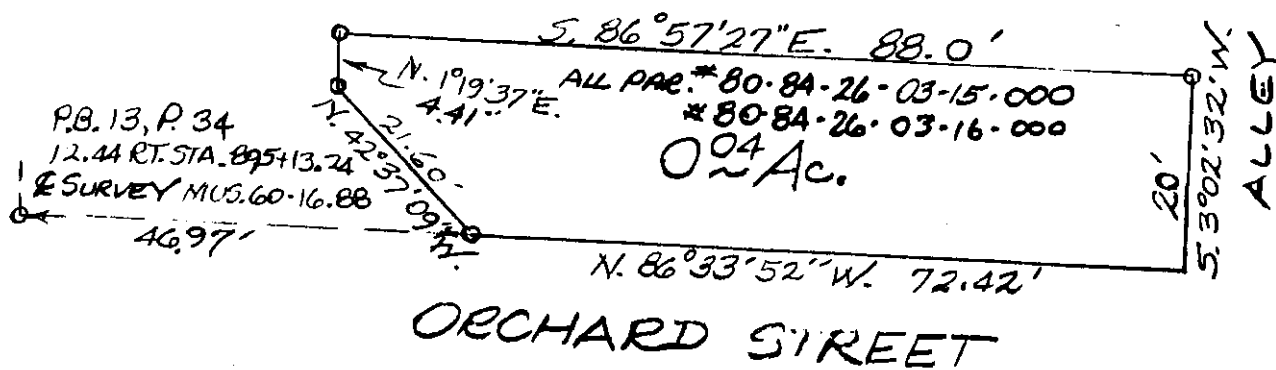 S. 86°57'27"E. 88.0'
N. 1°19'37"E.
4.41'
ALL PAR.# 80-84-26-03-15.000
# 80-84-26-03-16-000
0.04 Ac.
P.B. 13, P. 34
12.44 RT. STA. 895+13.24
℄ SURVEY MUS.60-16.88
46.97'
21.60'
N. 42°37'09"W.
N. 86°33'52"W. 72.42'
20'
S. 3°02'32"W.
ALLEY
ORCHARD STREET